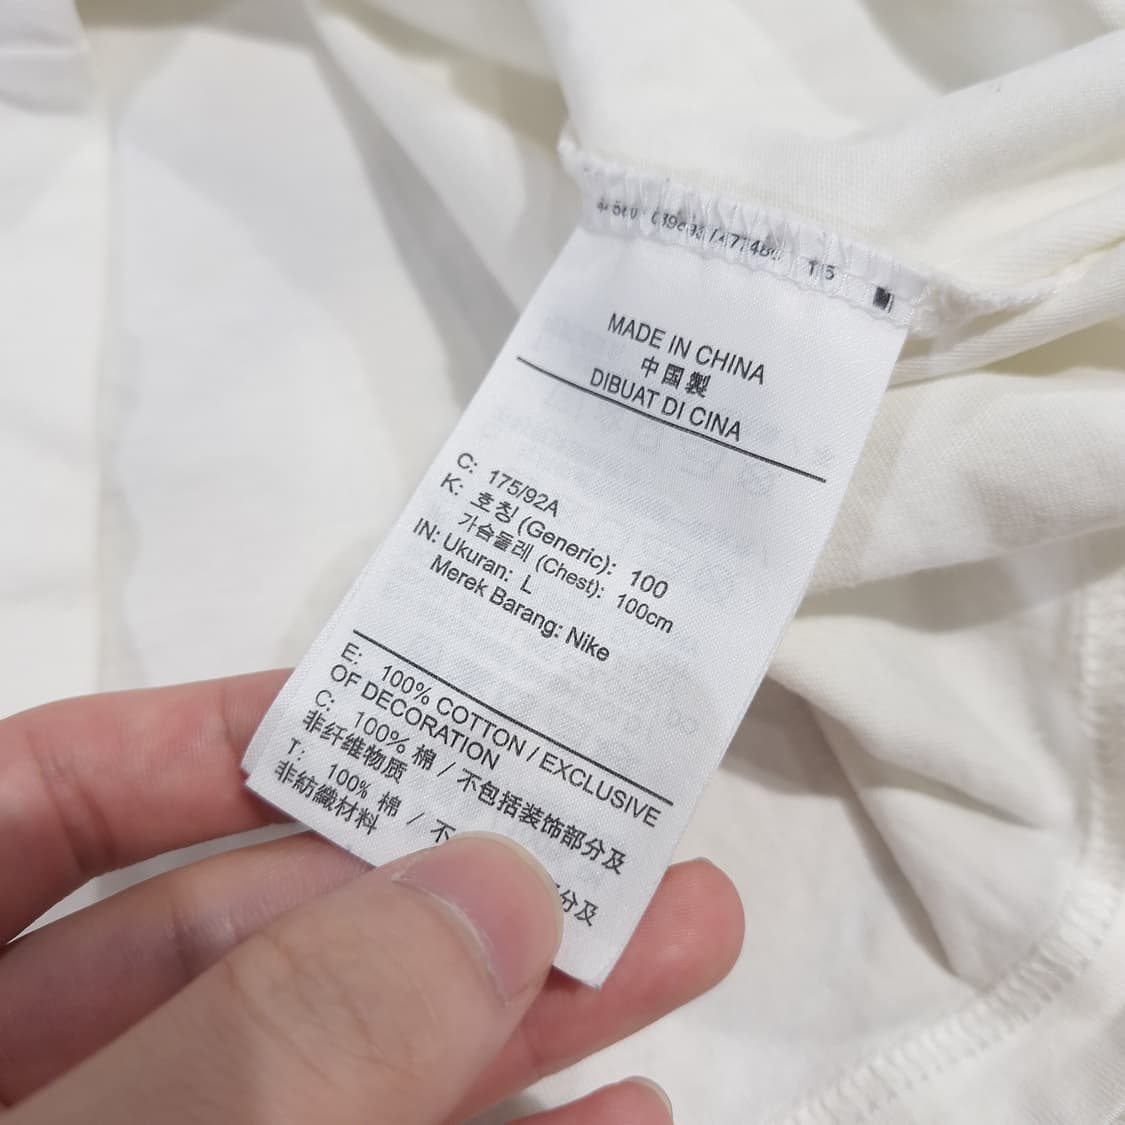 MADE IN CHINA
中国製
DIBUAT DI CINA
C: 175/92A
K: 호칭 (Generic): 100
가슴둘레 (Chest): 100cm
IN: Ukuran: L
Merek Barang: Nike
E: 100% COTTON / EXCLUSIVE
OF DECORATION
C: 100% 棉 / 不包括装饰部分及
非纤维物质
T: 100% 棉 / 不 分及
非紡織材料